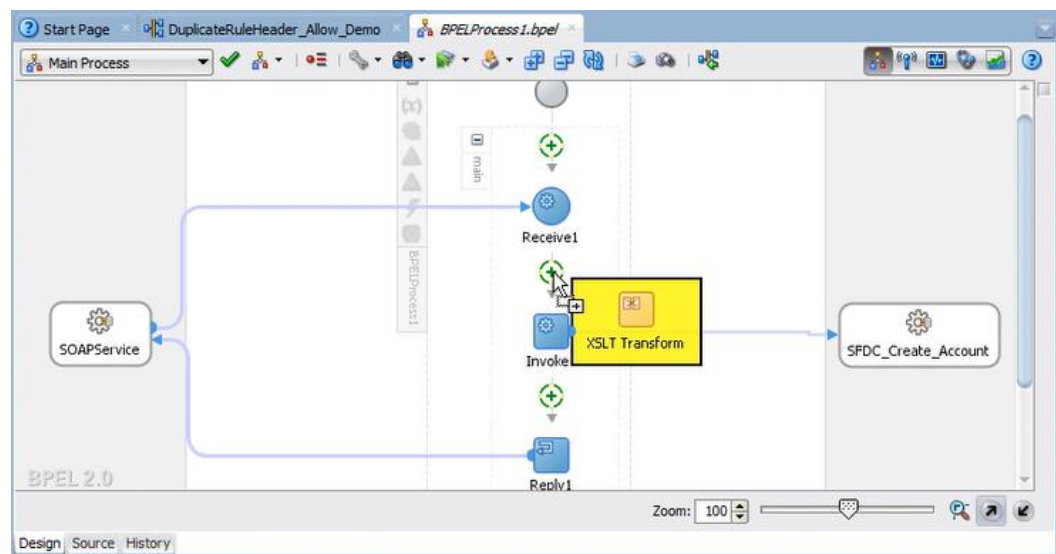 Start Page
DuplicateRuleHeader_Allow_Demo
BPELProcess1.bpel
Main Process
(x)
main
Receive1
BPELProcess1
XSLT Transform
SOAPService
Invoke
SFDC_Create_Account
BPEL 2.0
Reply1
Zoom: 100
Design Source History